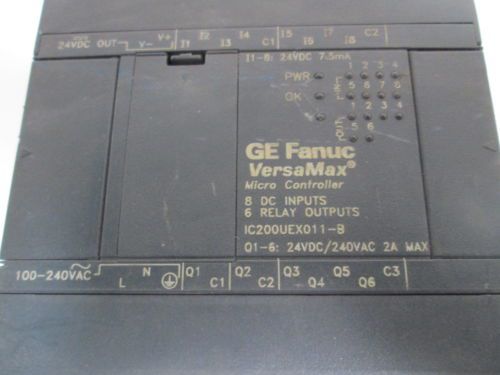 24VDC OUT V- V+ I1 I2 I3 I4 C1 I5 I6 I7 I8 C2
I1-8: 24VDC 7.5mA
1 2 3 4
PWR
5 6 7 8
OK
1 2 3 4
OUT
5 6
GE Fanuc
VersaMax®
Micro Controller
8 DC INPUTS
6 RELAY OUTPUTS
IC200UEX011-B
Q1-6: 24VDC/240VAC 2A MAX
100-240VAC L N Q1 C1 Q2 C2 Q3 Q4 Q5 Q6 C3